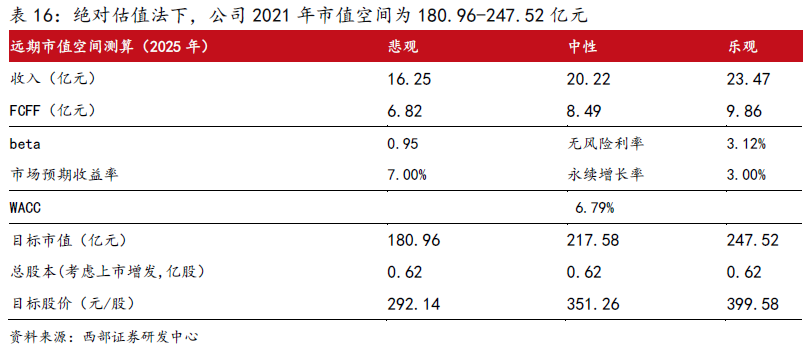 表 16：绝对估值法下，公司 2021 年市值空间为 180.96-247.52 亿元
远期市值空间测算（2025 年） 悲观 中性 乐观
收入（亿元） 16.25 20.22 23.47
FCFF（亿元） 6.82 8.49 9.86
beta 0.95 无风险利率 3.12%
市场预期收益率 7.00% 永续增长率 3.00%
WACC 6.79%
目标市值（亿元） 180.96 217.58 247.52
总股本(考虑上市增发,亿股） 0.62 0.62 0.62
目标股价（元/股） 292.14 351.26 399.58
资料来源：西部证券研发中心